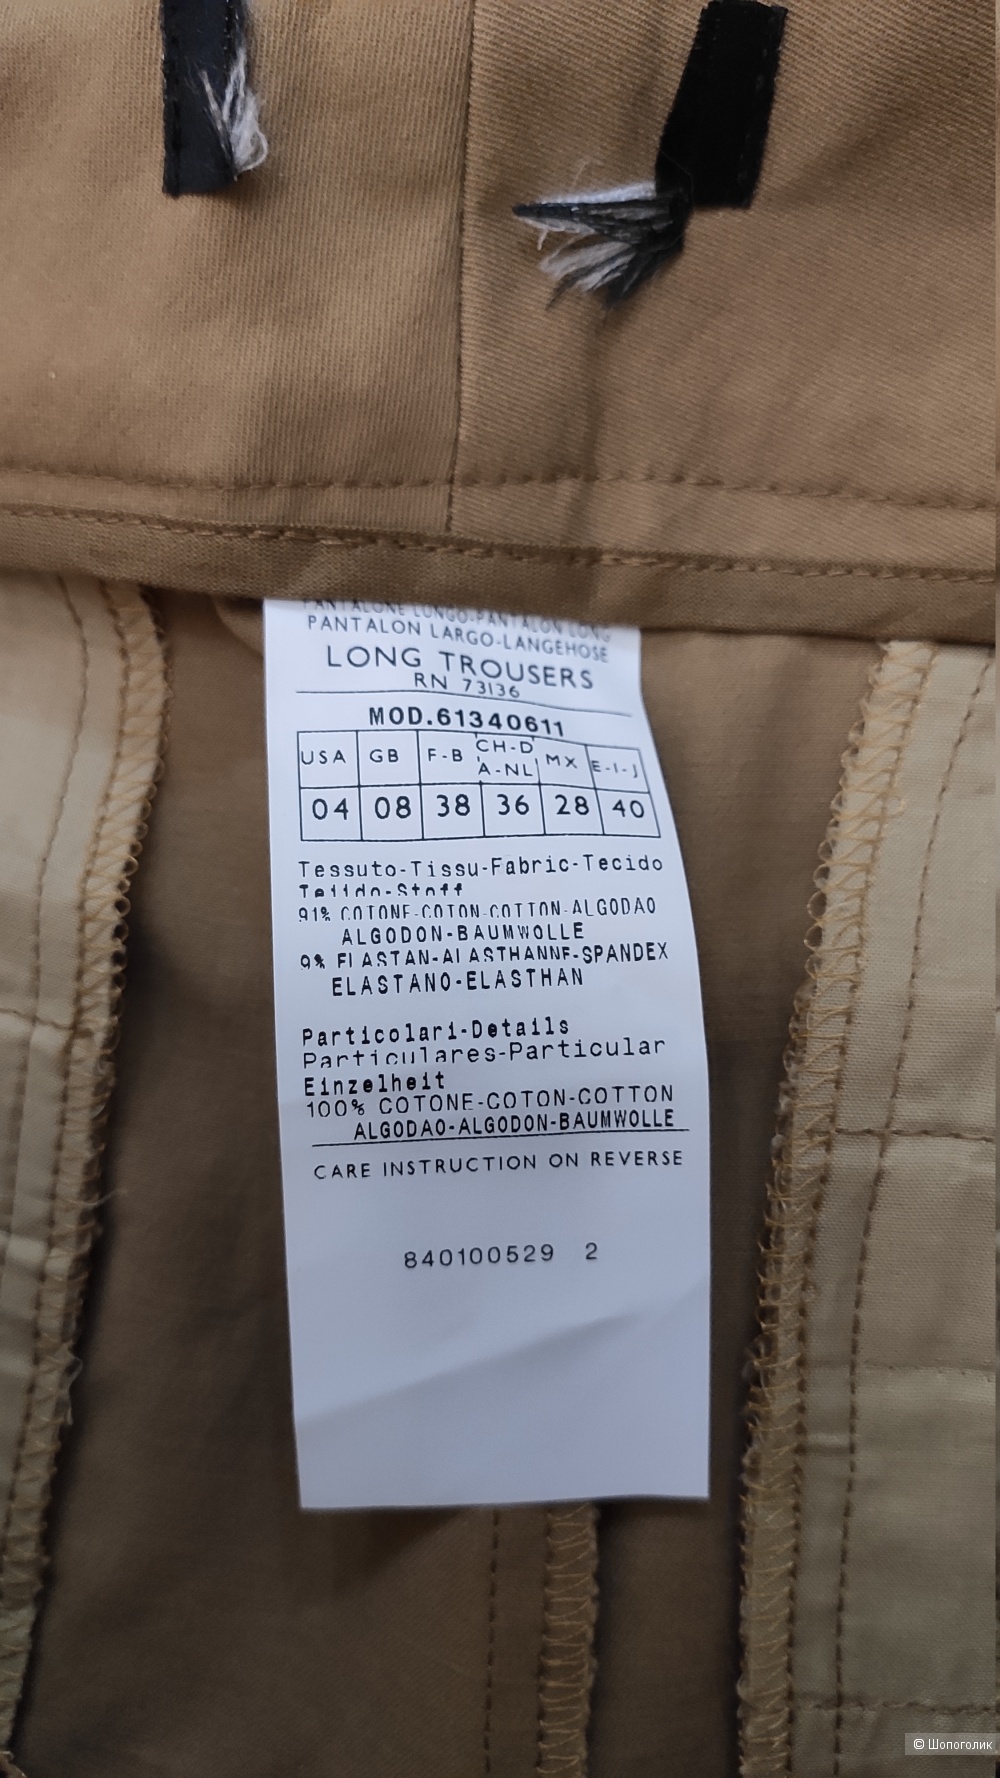 PANTALONE LUNGO-PANTALON LONG
PANTALON LARGO-LANGEHOSE
LONG TROUSERS
RN 73136
MOD.61340611
USA GB F-B CH-D A-NL MX E-I-J
04 08 38 36 28 40
Tessuto-Tissu-Fabric-Tecido
Tejido-Stoff
91% COTONE-COTON-COTTON-ALGODAO
ALGODON-BAUMWOLLE
9% ELASTAN-ALASTHANNE-SPANDEX
ELASTANO-ELASTHAN
Particolari-Details
Particulares-Particular
Einzelheit
100% COTONE-COTON-COTTON
ALGODAO-ALGODON-BAUMWOLLE
CARE INSTRUCTION ON REVERSE
840100529 2
© Шопоголик